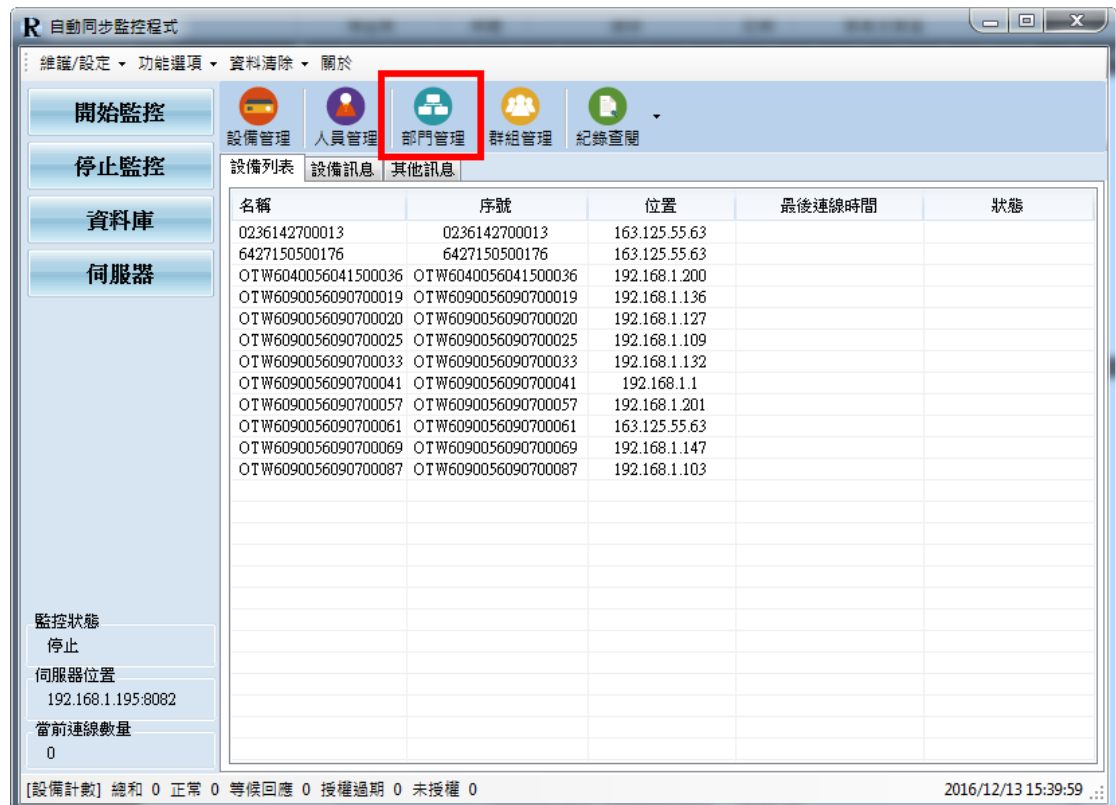 R 自動同步監控程式
維護/設定 功能選項 資料清除 關於
開始監控
停止監控
資料庫
伺服器
設備管理 人員管理 部門管理 群組管理 紀錄查閱
設備列表 設備訊息 其他訊息
名稱 序號 位置 最後連線時間 狀態
0236142700013 0236142700013 163.125.55.63
6427150500176 6427150500176 163.125.55.63
OTW6040056041500036 OTW6040056041500036 192.168.1.200
OTW6090056090700019 OTW6090056090700019 192.168.1.136
OTW6090056090700020 OTW6090056090700020 192.168.1.127
OTW6090056090700025 OTW6090056090700025 192.168.1.109
OTW6090056090700033 OTW6090056090700033 192.168.1.132
OTW6090056090700041 OTW6090056090700041 192.168.1.1
OTW6090056090700057 OTW6090056090700057 192.168.1.201
OTW6090056090700061 OTW6090056090700061 163.125.55.63
OTW6090056090700069 OTW6090056090700069 192.168.1.147
OTW6090056090700087 OTW6090056090700087 192.168.1.103
監控狀態
停止
伺服器位置
192.168.1.195:8082
當前連線數量
0
[設備計數] 總和 0 正常 0 等候回應 0 授權過期 0 未授權 0 2016/12/13 15:39:59